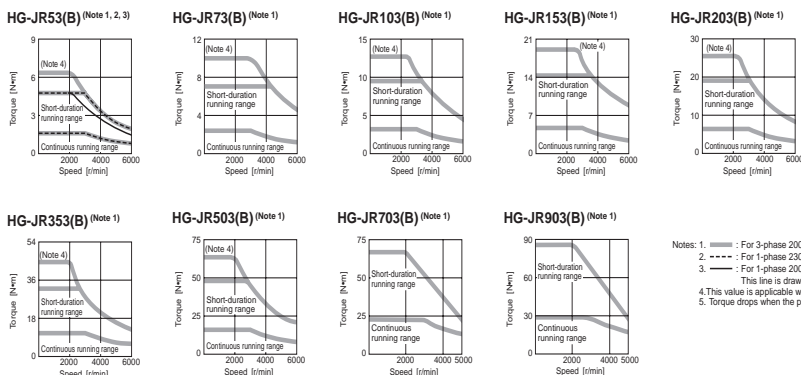 HG-JR53(B) (Note 1, 2, 3)
9
6
3
0
Torque [N•m]
(Note 4)
Short-duration
running range
Continuous running range
2000 4000 6000
Speed [r/min]
HG-JR73(B) (Note 1)
12
8
4
0
Torque [N•m]
(Note 4)
Short-duration
running range
Continuous running range
2000 4000 6000
Speed [r/min]
HG-JR103(B) (Note 1)
15
10
5
0
Torque [N•m]
(Note 4)
Short-duration
running range
Continuous running range
2000 4000 6000
Speed [r/min]
HG-JR153(B) (Note 1)
21
14
7
0
Torque [N•m]
(Note 4)
Short-duration
running range
Continuous running range
2000 4000 6000
Speed [r/min]
HG-JR203(B) (Note 1)
30
20
10
0
Torque [N•m]
(Note 4)
Short-duration
running range
Continuous running range
2000 4000 6000
Speed [r/min]
HG-JR353(B) (Note 1)
54
36
18
0
Torque [N•m]
(Note 4)
Short-duration
running range
Continuous running range
2000 4000 6000
Speed [r/min]
HG-JR503(B) (Note 1)
75
50
25
0
Torque [N•m]
(Note 4)
Short-duration
running range
Continuous running range
2000 4000 6000
Speed [r/min]
HG-JR703(B) (Note 1)
75
50
25
0
Torque [N•m]
Short-duration
running range
Continuous
running range
2000 4000 5000
Speed [r/min]
HG-JR903(B) (Note 1)
90
60
30
0
Torque [N•m]
Short-duration
running range
Continuous
running range
2000 4000 5000
Speed [r/min]
Notes: 1. : For 3-phase 200
2. : For 1-phase 230
3. : For 1-phase 200
This line is draw
4.This value is applicable w
5. Torque drops when the p